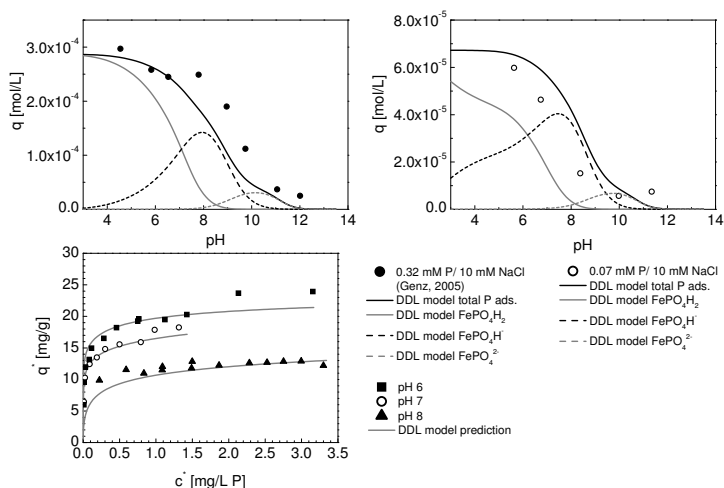 3.0x10⁻⁴
2.0x10⁻⁴
1.0x10⁻⁴
0.0
q [mol/L]
4 6 8 10 12 14
pH
8.0x10⁻⁵
6.0x10⁻⁵
4.0x10⁻⁵
2.0x10⁻⁵
0.0
q [mol/L]
4 6 8 10 12 14
pH
30
25
20
15
10
5
0
q* [mg/g]
0.0 0.5 1.0 1.5 2.0 2.5 3.0 3.5
c* [mg/L P]
0.32 mM P/ 10 mM NaCl
(Genz, 2005)
DDL model total P ads.
DDL model FePO₄H₂
DDL model FePO₄H⁻
DDL model FePO₄²⁻
0.07 mM P/ 10 mM NaCl
DDL model total P ads.
DDL model FePO₄H₂
DDL model FePO₄H⁻
DDL model FePO₄²⁻
pH 6
pH 7
pH 8
DDL model prediction